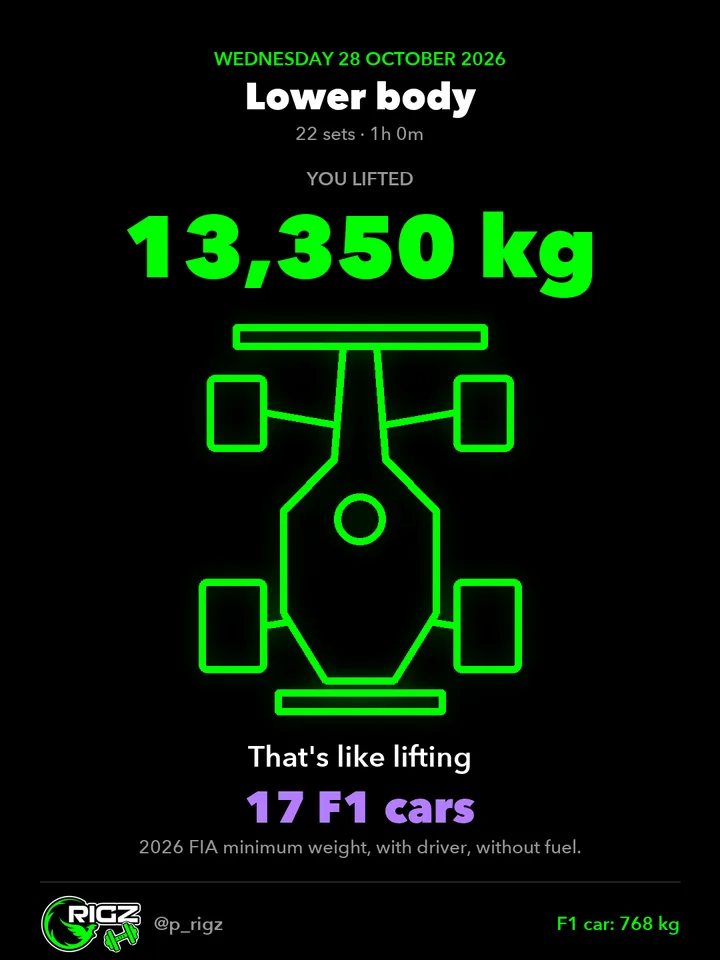 WEDNESDAY 28 OCTOBER 2026
Lower body
22 sets · 1h 0m
YOU LIFTED
13,350 kg
That's like lifting
17 F1 cars
2026 FIA minimum weight, with driver, without fuel.
RIGZ @p_rigz F1 car: 768 kg